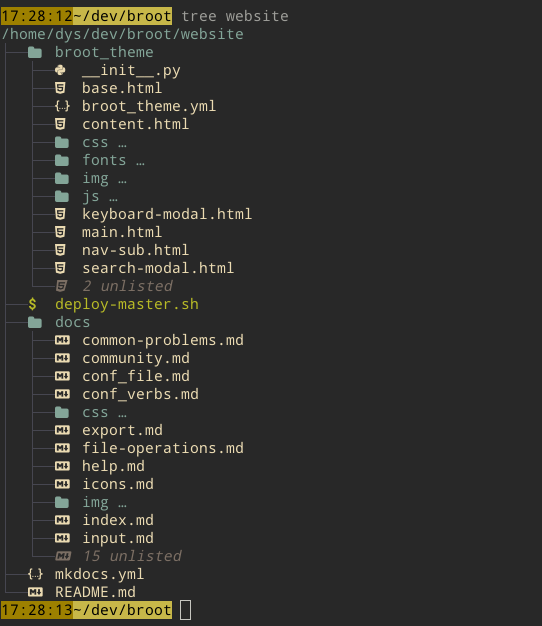 17:28:12~/dev/broot tree website
/home/dys/dev/broot/website
broot_theme
__init__.py
base.html
broot_theme.yml
content.html
css …
fonts …
img …
js …
keyboard-modal.html
main.html
nav-sub.html
search-modal.html
2 unlisted
$ deploy-master.sh
docs
common-problems.md
community.md
conf_file.md
conf_verbs.md
css …
export.md
file-operations.md
help.md
icons.md
img …
index.md
input.md
15 unlisted
{..} mkdocs.yml
README.md
17:28:13~/dev/broot